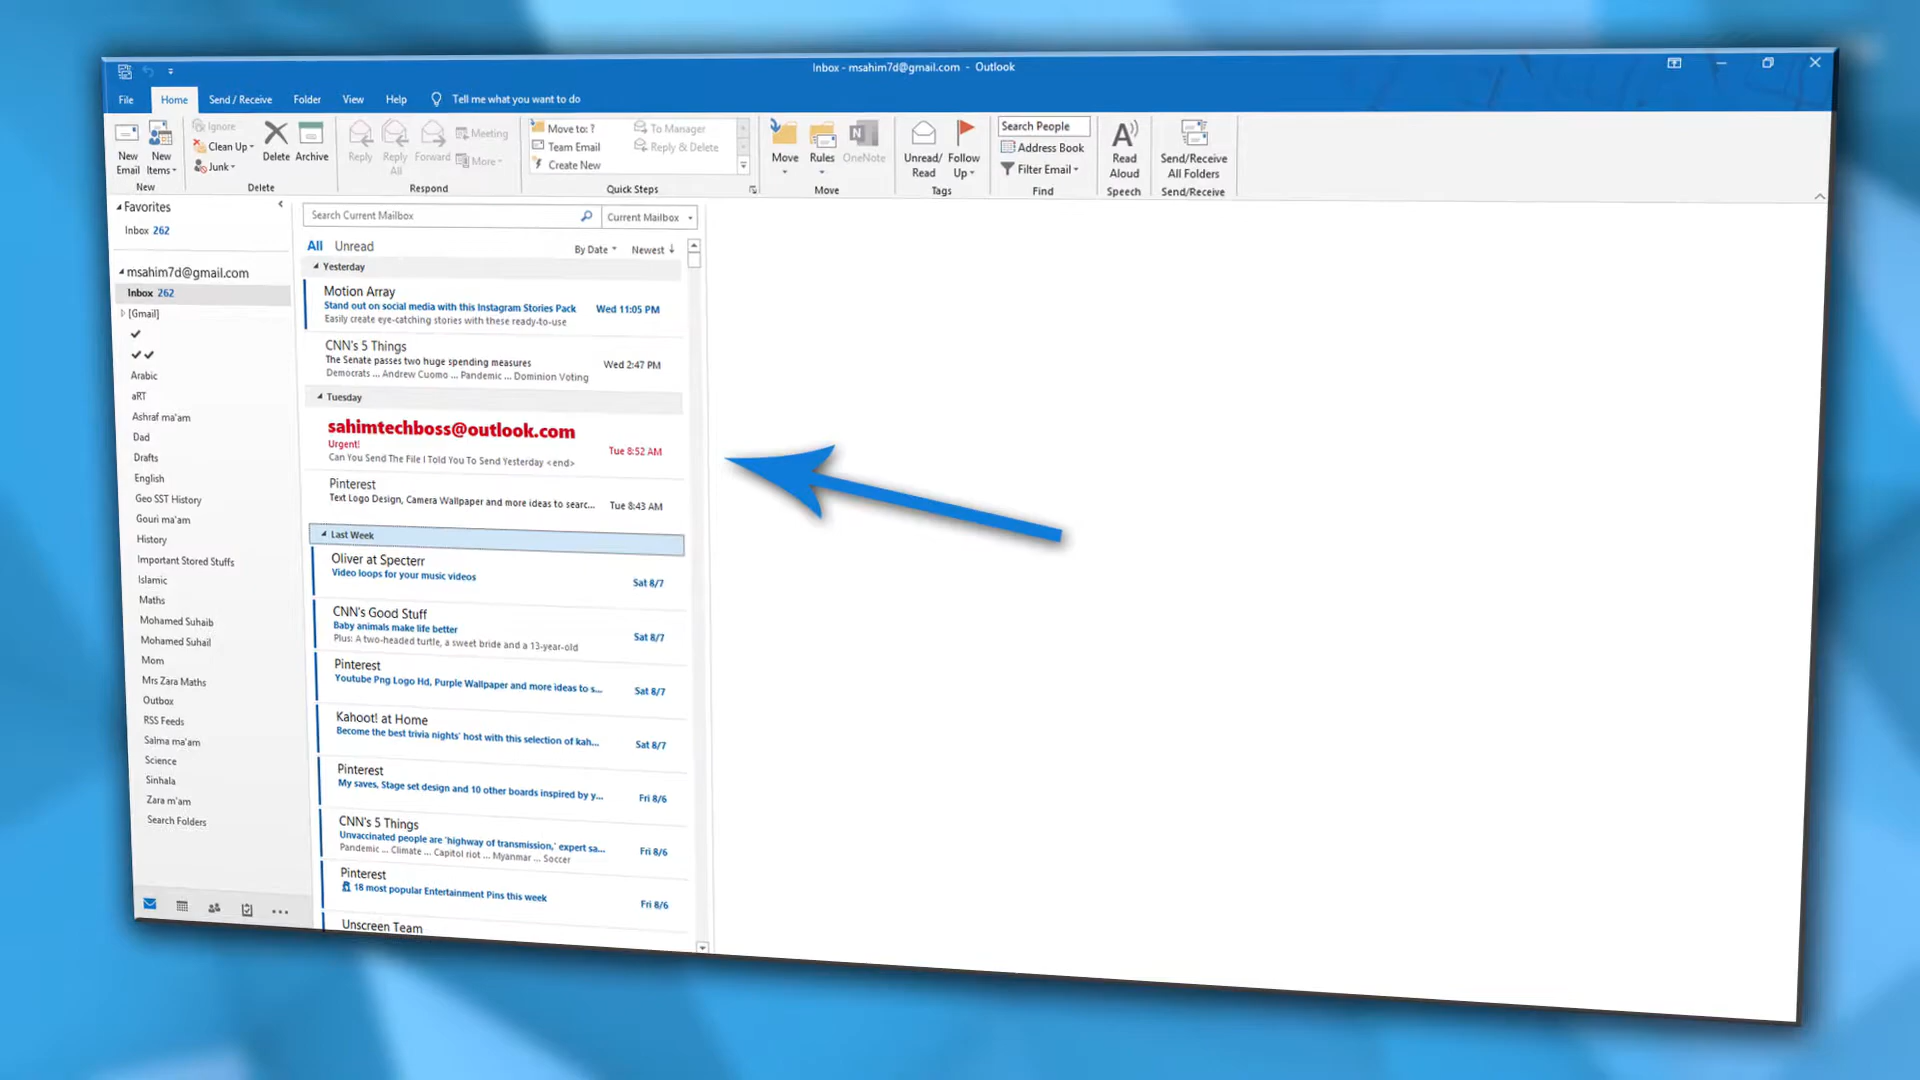 Inbox - msahim7d@gmail.com - Outlook
File Home Send / Receive Folder View Help Tell me what you want to do
New Email
New Items
New
Ignore
Clean Up
Junk
Delete
Archive
Delete
Reply
Reply All
Forward
Meeting
More
Respond
Move to: ?
Team Email
Create New
To Manager
Reply & Delete
Quick Steps
Move
Rules
OneNote
Move
Unread/ Read
Follow Up
Tags
Search People
Address Book
Filter Email
Find
Read Aloud
Speech
Send/Receive All Folders
Send/Receive
Favorites
Inbox 262
msahim7d@gmail.com
Inbox 262
[Gmail]
Arabic
aRT
Ashraf ma'am
Dad
Drafts
English
Geo SST History
Gouri ma'am
History
Important Stored Stuffs
Islamic
Maths
Mohamed Suhaib
Mohamed Suhail
Mom
Mrs Zara Maths
Outbox
RSS Feeds
Salma ma'am
Science
Sinhala
Zara m'am
Search Folders
Search Current Mailbox
Current Mailbox
All Unread
By Date Newest
Yesterday
Motion Array
Stand out on social media with this Instagram Stories Pack Wed 11:05 PM
Easily create eye-catching stories with these ready-to-use
CNN's 5 Things
The Senate passes two huge spending measures Wed 2:47 PM
Democrats ... Andrew Cuomo ... Pandemic ... Dominion Voting
Tuesday
sahimtechboss@outlook.com
Urgent! Tue 8:52 AM
Can You Send The File I Told You To Send Yesterday <end>
Pinterest
Text Logo Design, Camera Wallpaper and more ideas to searc... Tue 8:43 AM
Last Week
Oliver at Specterr
Video loops for your music videos Sat 8/7
CNN's Good Stuff
Baby animals make life better Sat 8/7
Plus: A two-headed turtle, a sweet bride and a 13-year-old
Pinterest
Youtube Png Logo Hd, Purple Wallpaper and more ideas to s... Sat 8/7
Kahoot! at Home
Become the best trivia nights' host with this selection of kah... Sat 8/7
Pinterest
My saves, Stage set design and 10 other boards inspired by y... Fri 8/6
CNN's 5 Things
Unvaccinated people are 'highway of transmission,' expert sa... Fri 8/6
Pandemic ... Climate ... Capitol riot ... Myanmar ... Soccer
Pinterest
18 most popular Entertainment Pins this week Fri 8/6
Unscreen Team